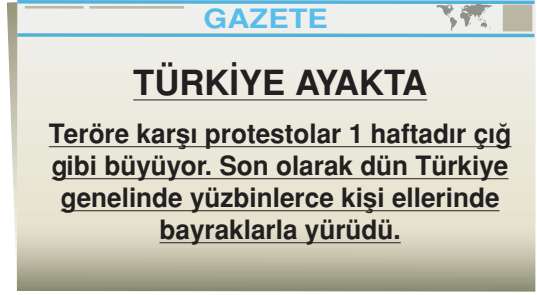 GAZETE
TÜRKİYE AYAKTA
Teröre karşı protestolar 1 haftadır çığ
gibi büyüyor. Son olarak dün Türkiye
genelinde yüzbinlerce kişi ellerinde
bayraklarla yürüdü.